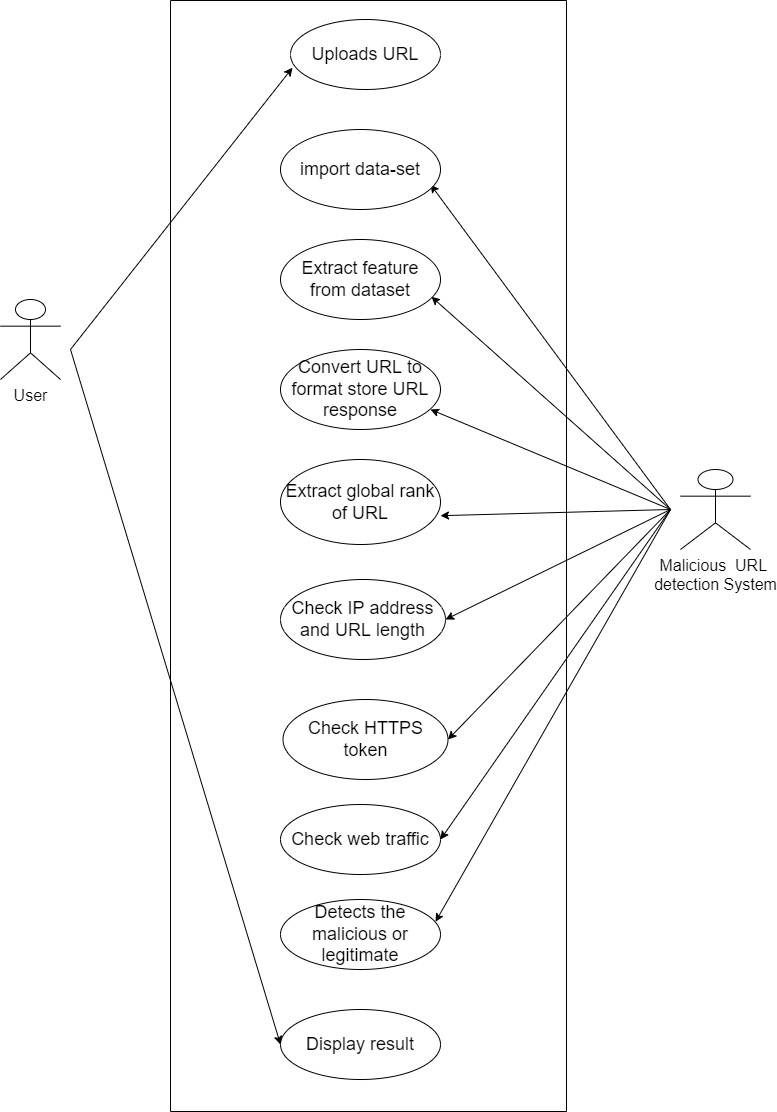 Uploads URL
import data-set
Extract feature
from dataset
Convert URL to
format store URL
response
Extract global rank
of URL
Check IP address
and URL length
Check HTTPS
token
Check web traffic
Detects the
malicious or
legitimate
Display result
User
Malicious URL
detection System